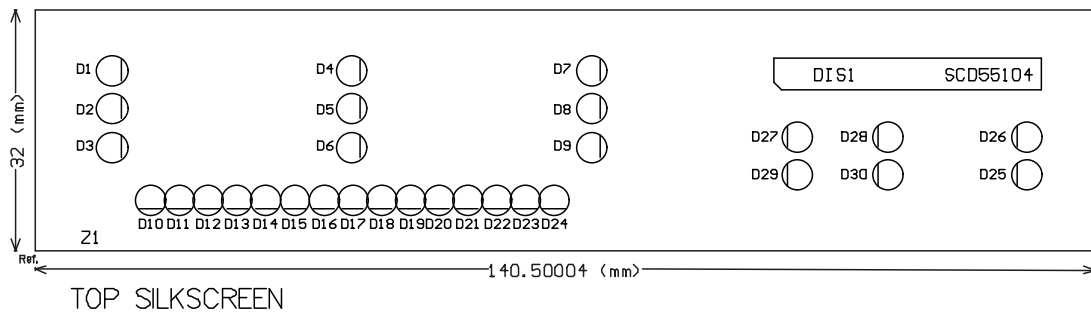 D1 D4 D7 DIS1 SCD55104
D2 D5 D8
D3 D6 D9
D27 D28 D26
D29 D30 D25
32 (mm)
D10 D11 D12 D13 D14 D15 D16 D17 D18 D19 D20 D21 D22 D23 D24
Z1
Ref.
140.50004 (mm)
TOP SILKSCREEN